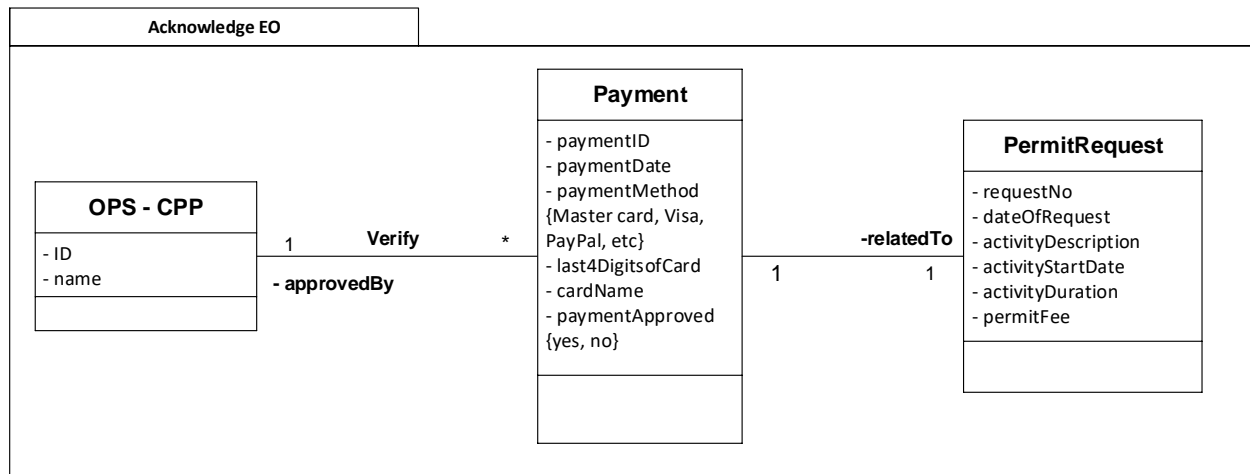 Acknowledge EO
OPS - CPP
- ID
- name
1
Verify
*
- approvedBy
Payment
- paymentID
- paymentDate
- paymentMethod
{Master card, Visa,
PayPal, etc}
- last4DigitsofCard
- cardName
- paymentApproved
{yes, no}
-relatedTo
1
1
PermitRequest
- requestNo
- dateOfRequest
- activityDescription
- activityStartDate
- activityDuration
- permitFee